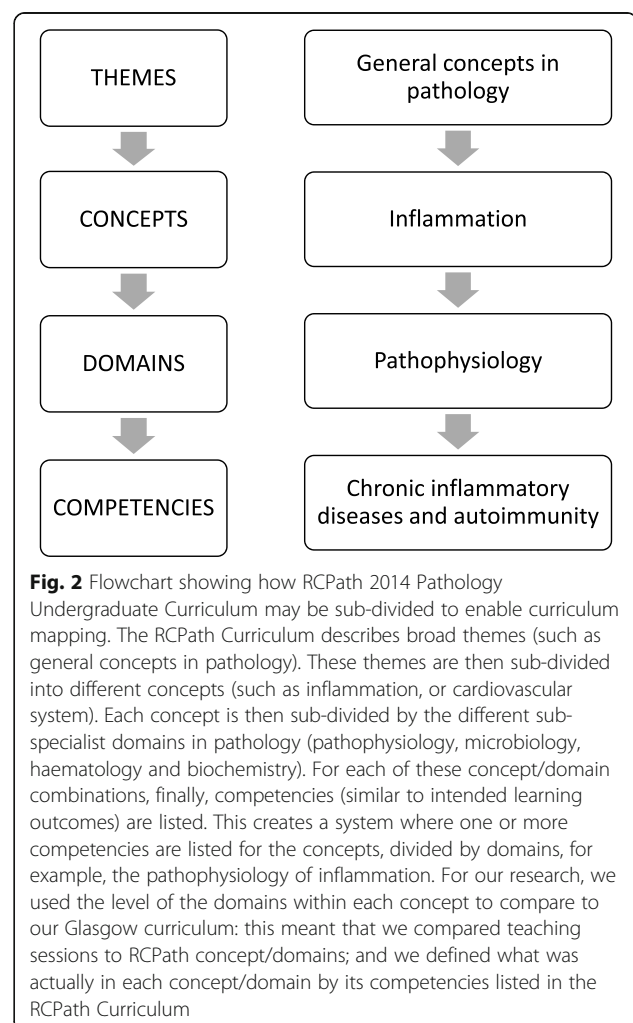 THEMES
General concepts in
pathology
CONCEPTS
Inflammation
DOMAINS
Pathophysiology
COMPETENCIES
Chronic inflammatory
diseases and autoimmunity
Fig. 2 Flowchart showing how RCPath 2014 Pathology
Undergraduate Curriculum may be sub-divided to enable curriculum
mapping. The RCPath Curriculum describes broad themes (such as
general concepts in pathology). These themes are then sub-divided
into different concepts (such as inflammation, or cardiovascular
system). Each concept is then sub-divided by the different sub-
specialist domains in pathology (pathophysiology, microbiology,
haematology and biochemistry). For each of these concept/domain
combinations, finally, competencies (similar to intended learning
outcomes) are listed. This creates a system where one or more
competencies are listed for the concepts, divided by domains, for
example, the pathophysiology of inflammation. For our research, we
used the level of the domains within each concept to compare to
our Glasgow curriculum: this meant that we compared teaching
sessions to RCPath concept/domains; and we defined what was
actually in each concept/domain by its competencies listed in the
RCPath Curriculum